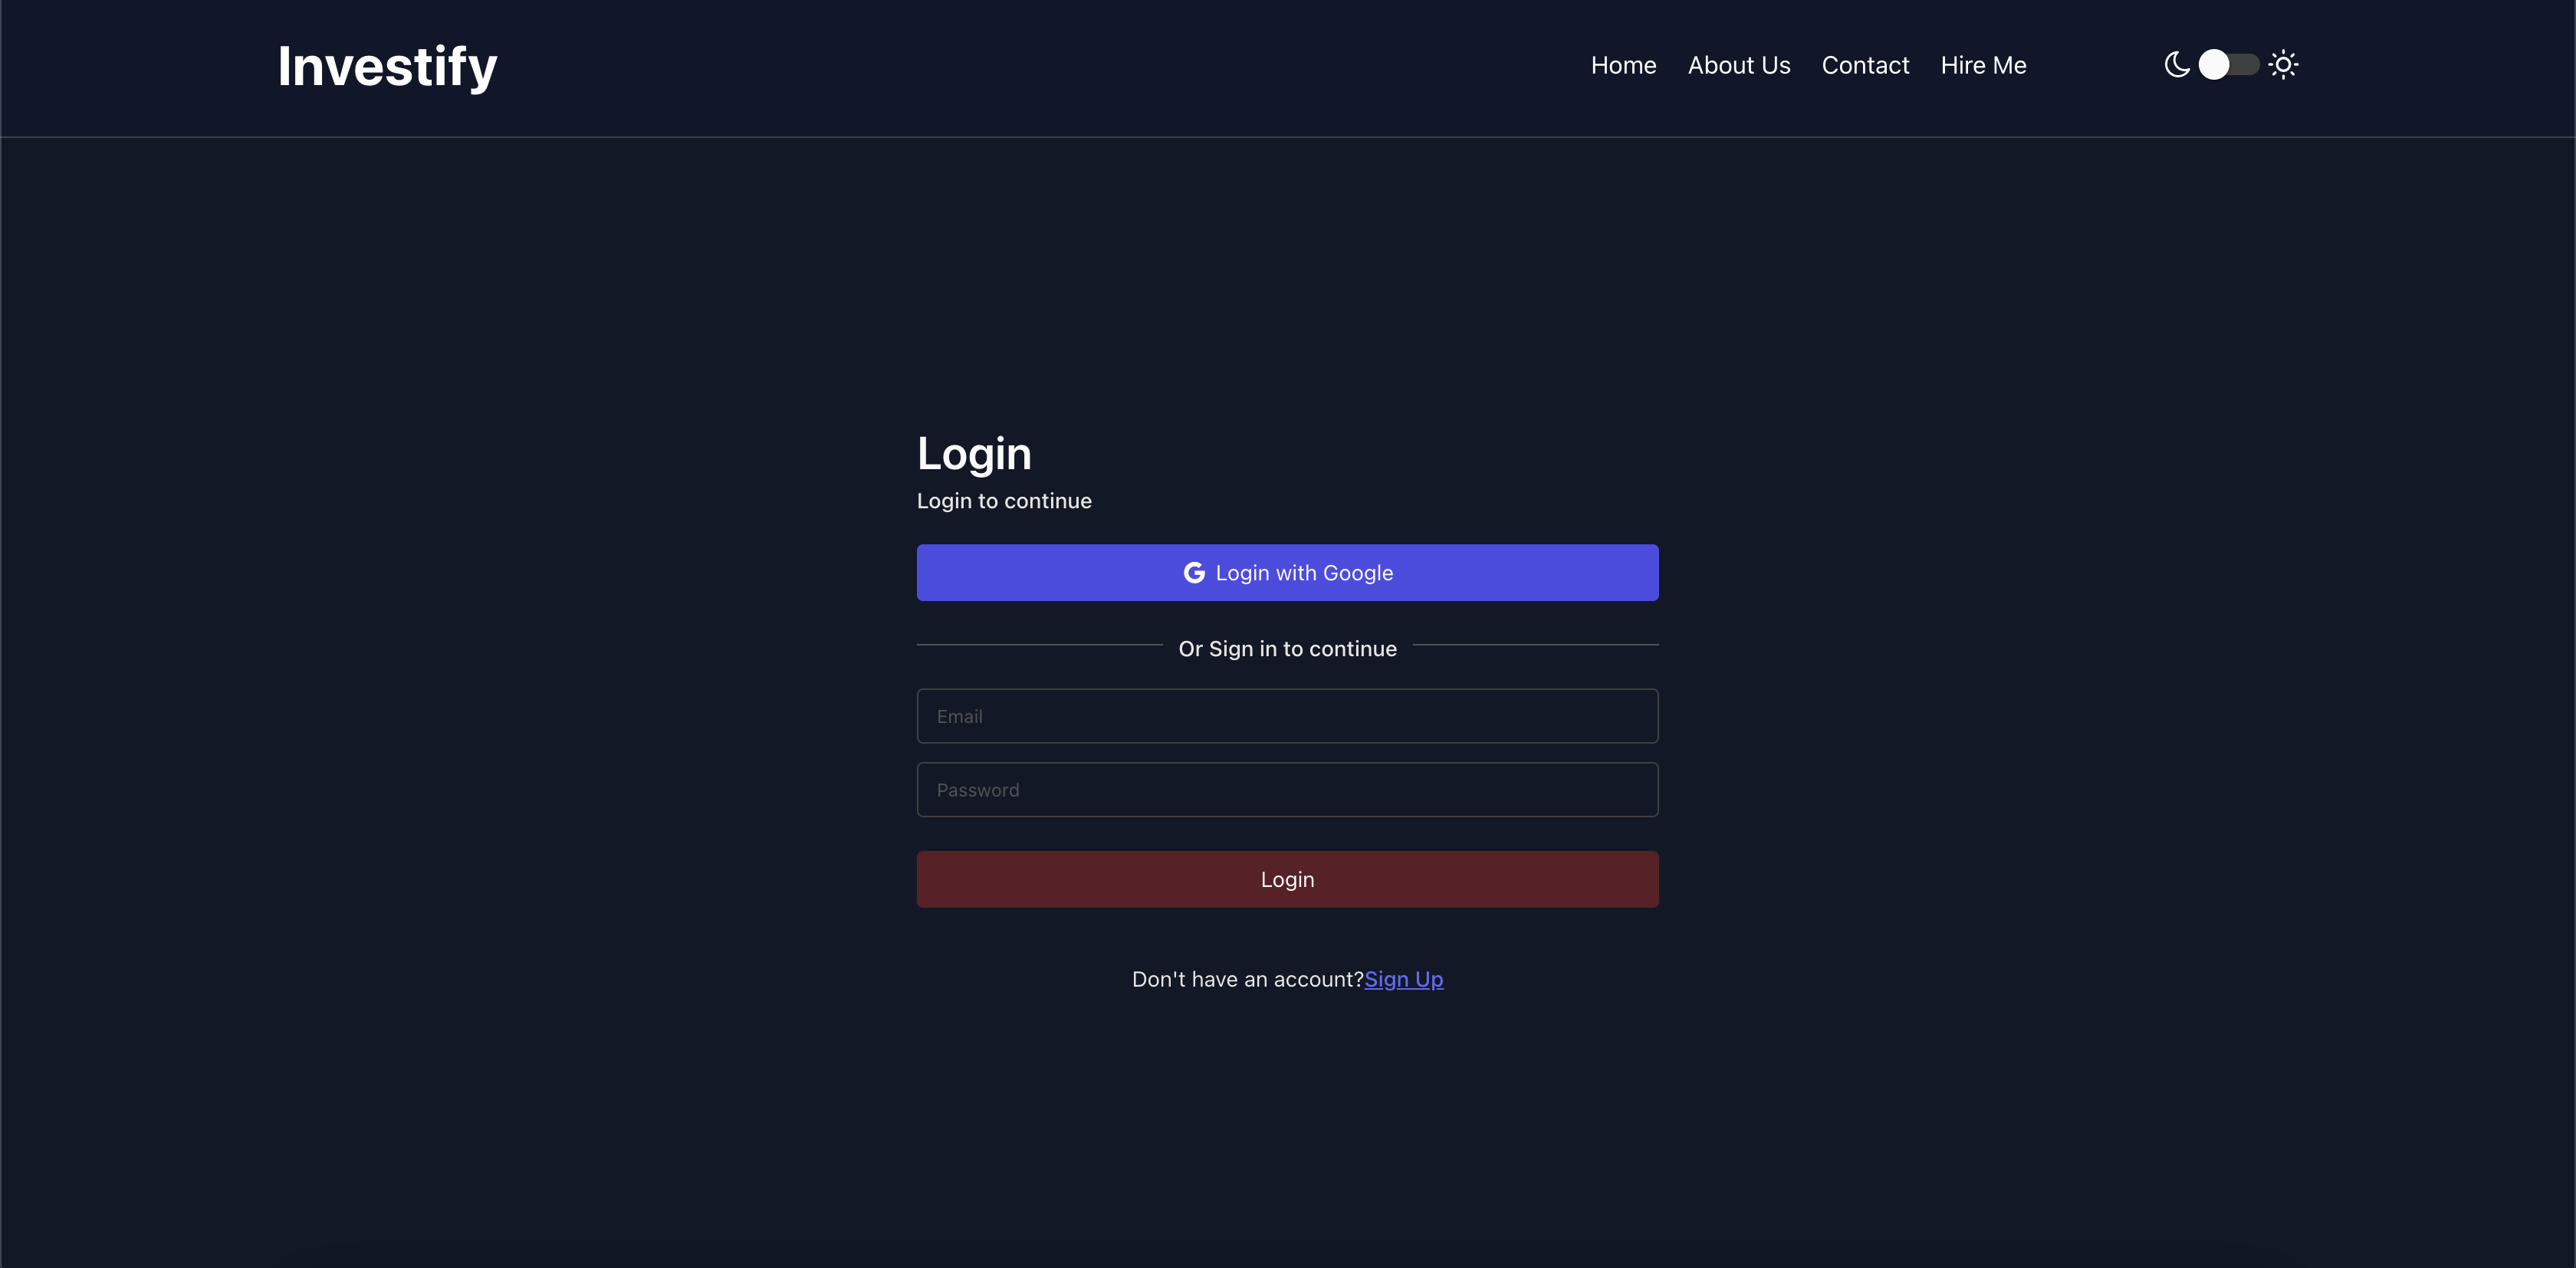 Investify
Home About Us Contact Hire Me
Login
Login to continue
Login with Google
Or Sign in to continue
Email
Password
Login
Don't have an account?Sign Up